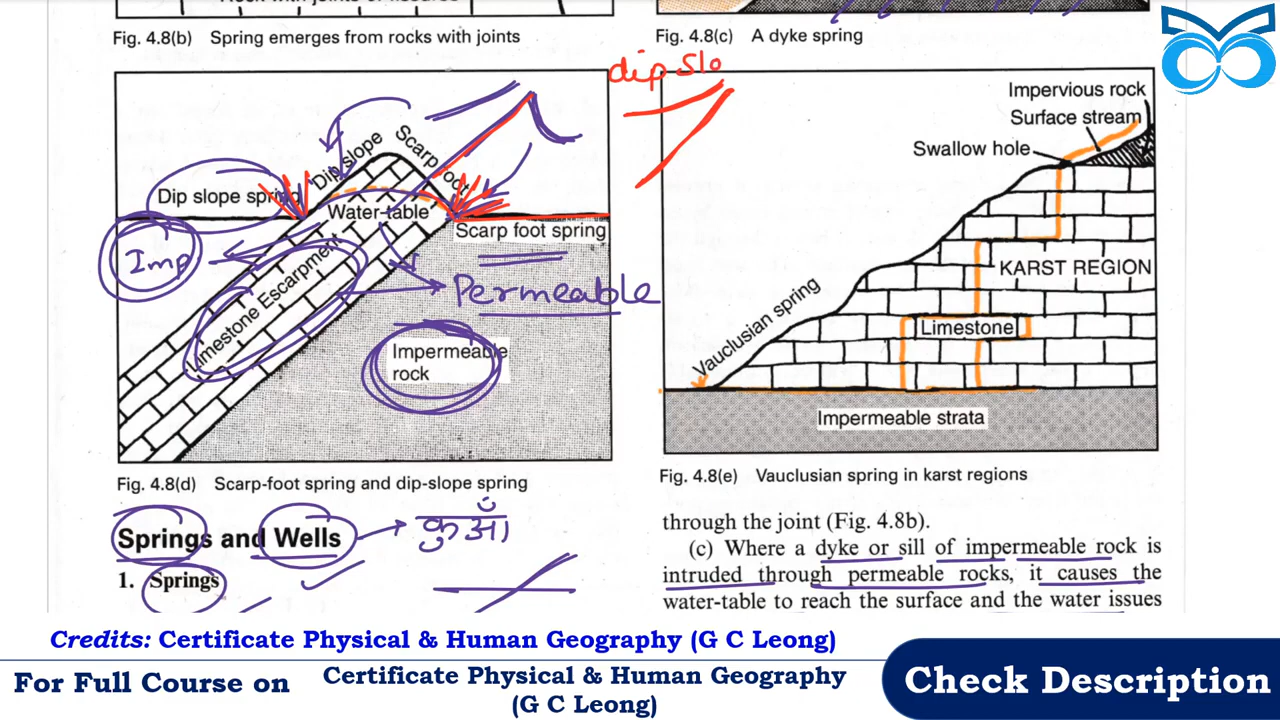 Rock with joints or fissures
Fig. 4.8(b) Spring emerges from rocks with joints
Fig. 4.8(c) A dyke spring
dip slo
Dip slope spring
Dip slope
Scarp foot
Water-table
Scarp foot spring
Imp
Limestone Escarpment
Permeable
Impermeable
rock
Impervious rock
Surface stream
Swallow hole
KARST REGION
Vauclusian spring
Limestone
Impermeable strata
Fig. 4.8(d) Scarp-foot spring and dip-slope spring
Fig. 4.8(e) Vauclusian spring in karst regions
Springs and Wells
कुआँ
1. Springs
through the joint (Fig. 4.8b).
(c) Where a dyke or sill of impermeable rock is
intruded through permeable rocks, it causes the
water-table to reach the surface and the water issues
Credits: Certificate Physical & Human Geography (G C Leong)
For Full Course on
Certificate Physical & Human Geography
(G C Leong)
Check Description